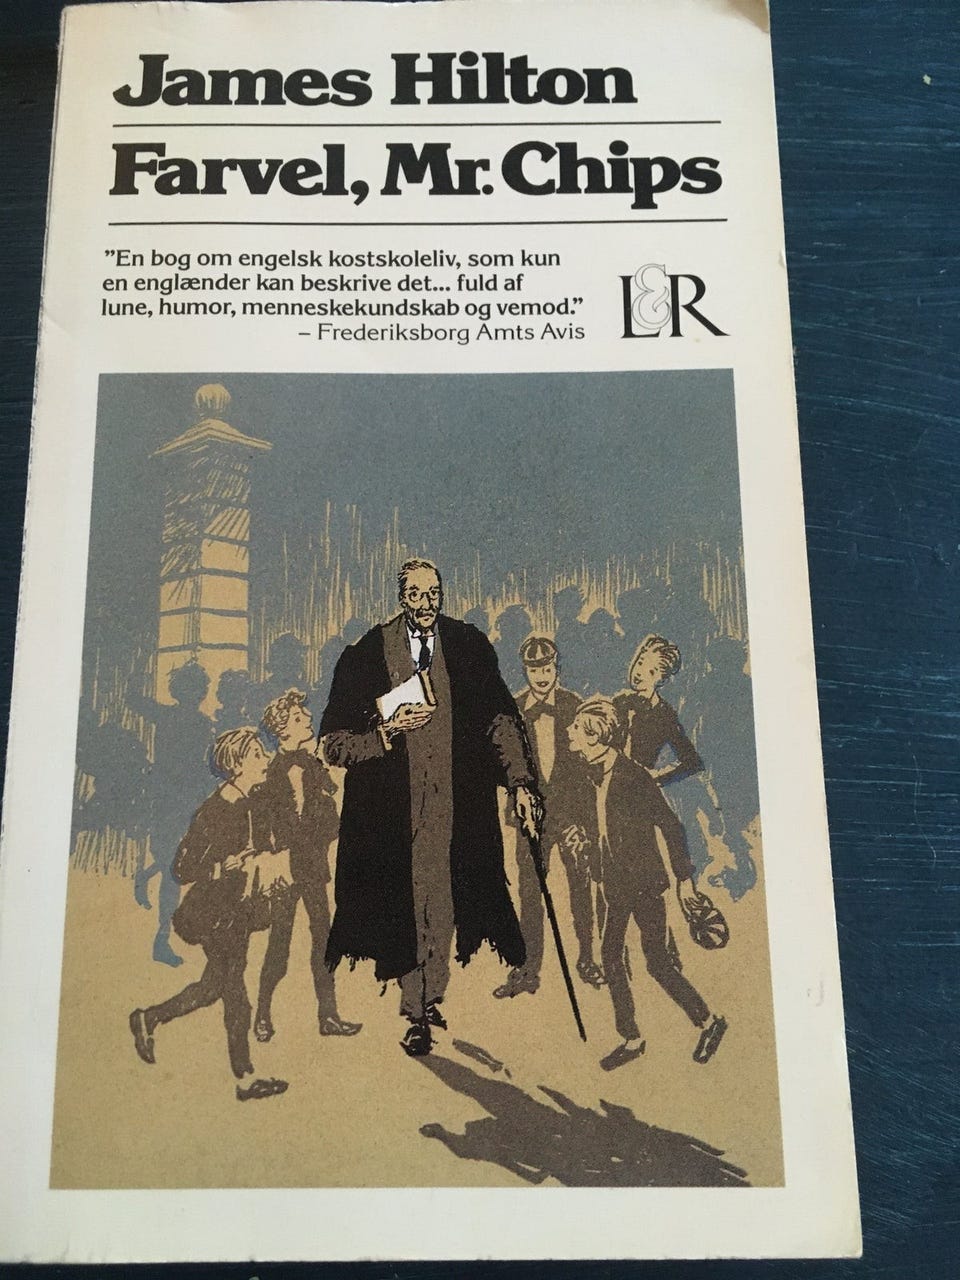 James Hilton
Farvel, Mr. Chips
"En bog om engelsk kostskoleliv, som kun
en englænder kan beskrive det... fuld af
lune, humor, menneskekundskab og vemod."
– Frederiksborg Amts Avis
L&R